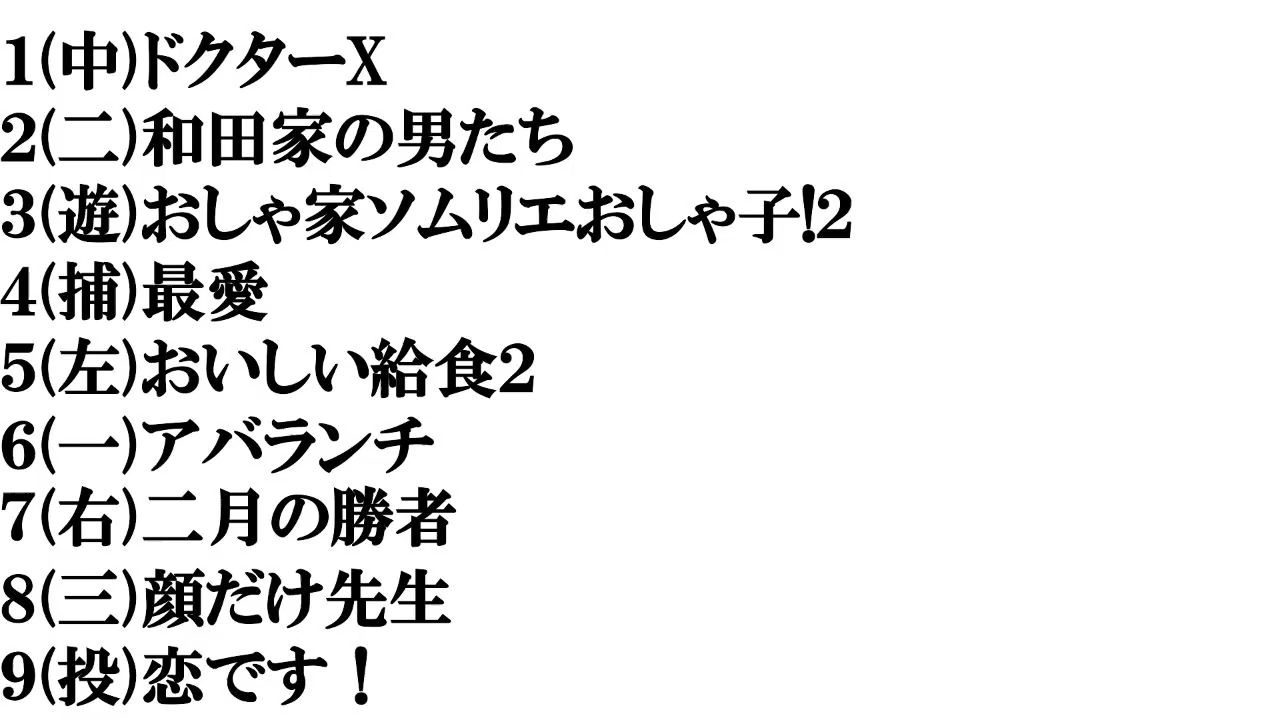 1(中)ドクターX
2(二)和田家の男たち
3(遊)おしゃ家ソムリエおしゃ子!2
4(捕)最愛
5(左)おいしい給食2
6(一)アバランチ
7(右)二月の勝者
8(三)顔だけ先生
9(投)恋です！